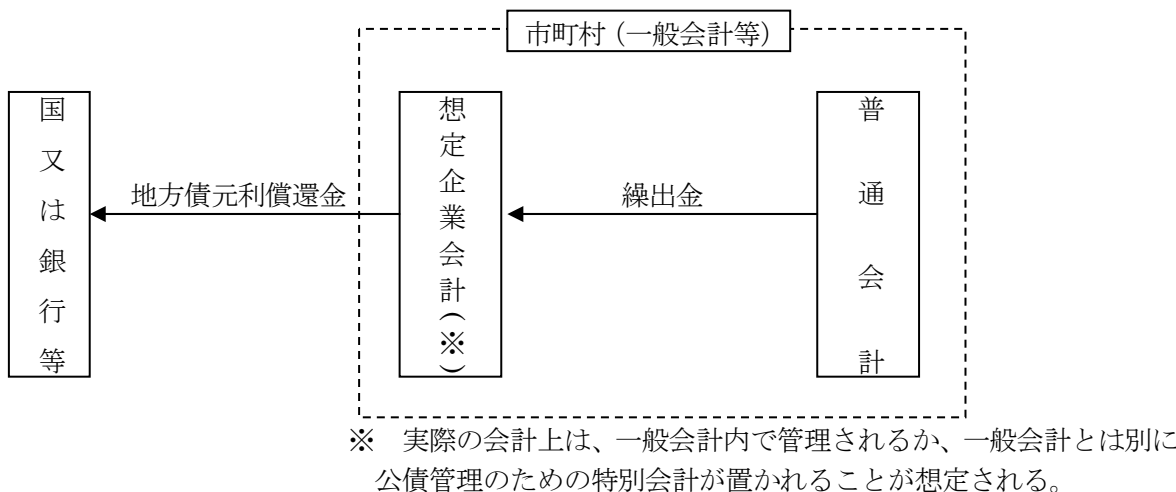 市町村（一般会計等）
国又は銀行等
地方債元利償還金
想定企業会計(※)
繰出金
普通会計
※　実際の会計上は、一般会計内で管理されるか、一般会計とは別に
公債管理のための特別会計が置かれることが想定される。